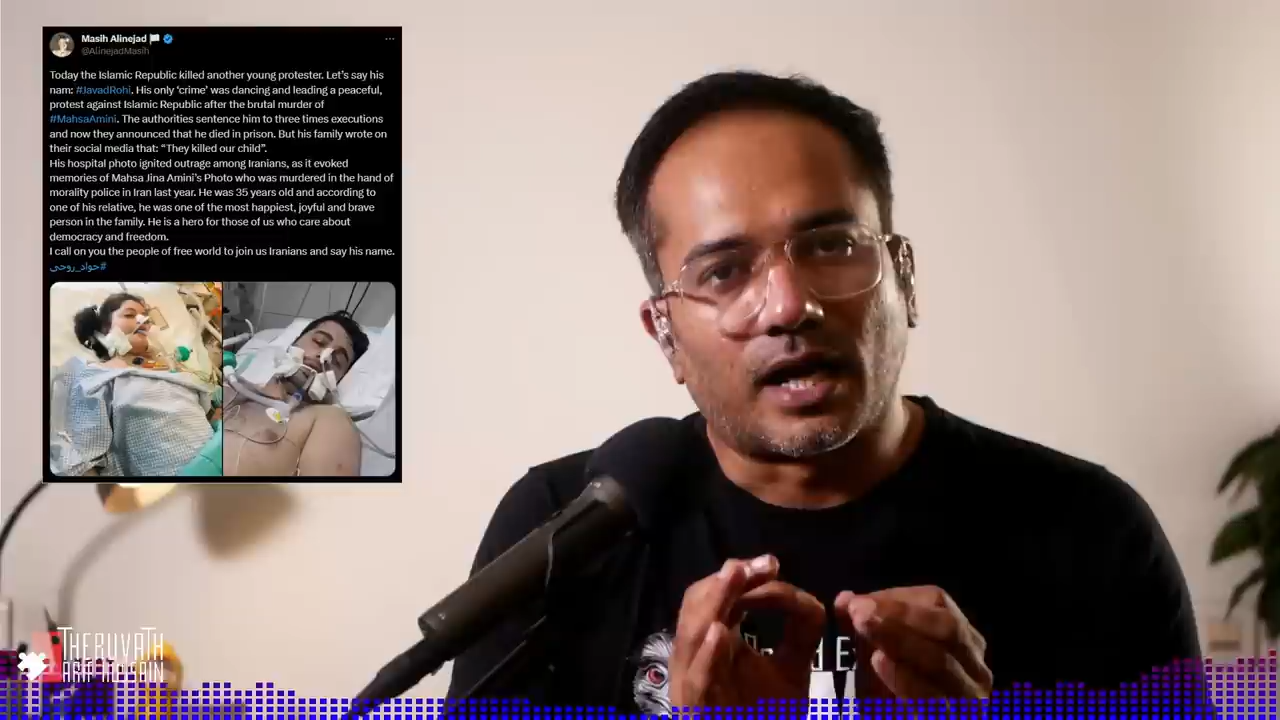 Masih Alinejad
@AlinejadMasih
Today the Islamic Republic killed another young protester. Let's say his
nam: #JavadRohi. His only 'crime' was dancing and leading a peaceful,
protest against Islamic Republic after the brutal murder of
#MahsaAmini. The authorities sentence him to three times executions
and now they announced that he died in prison. But his family wrote on
their social media that: "They killed our child".
His hospital photo ignited outrage among Iranians, as it evoked
memories of Mahsa Jina Amini's Photo who was murdered in the hand of
morality police in Iran last year. He was 35 years old and according to
one of his relative, he was one of the most happiest, joyful and brave
person in the family. He is a hero for those of us who care about
democracy and freedom.
I call on you the people of free world to join us Iranians and say his name.
#جواد_روحی
THERUVATH
ARIF HUSSAIN